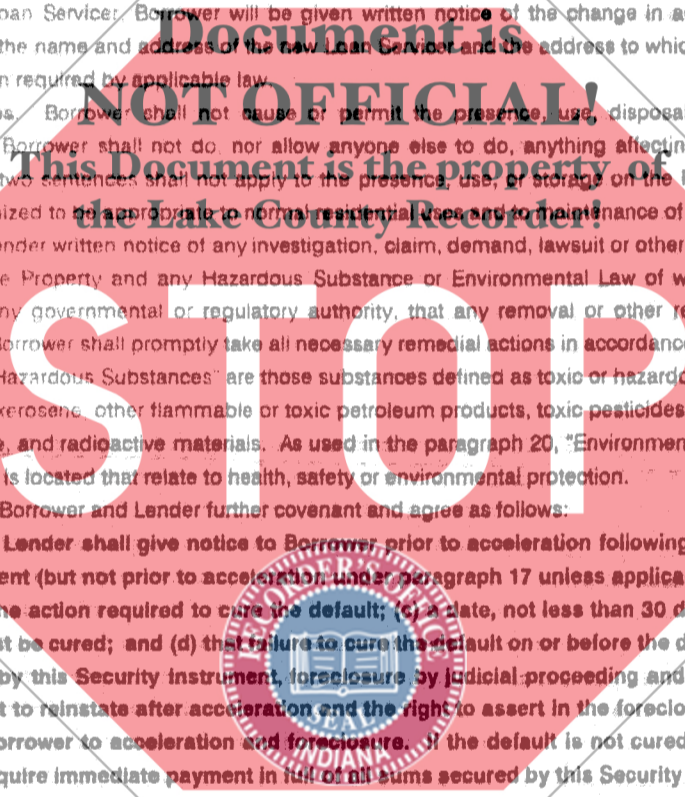 oan Servicer, Borrower will be given written notice of the change in a
Document is
the name and address of the new Loan Servicer and the address to whic
n required by applicable law.
NOT OFFICIAL!
s. Borrower shall not cause or permit the presence, use, disposa
Borrower shall not do, nor allow anyone else to do, anything affectin
This Document is the property of
two sentences shall not apply to the presence, use, or storage on the
the Lake County Recorder!
ized to be appropriate to normal residential uses and to maintenance of
ender written notice of any investigation, claim, demand, lawsuit or other
e Property and any Hazardous Substance or Environmental Law of w
ny governmental or regulatory authority, that any removal or other re
STOP
Borrower shall promptly take all necessary remedial actions in accordanc
Hazardous Substances" are those substances defined as toxic or hazardo
kerosene, other flammable or toxic petroleum products, toxic pesticides
e, and radioactive materials. As used in the paragraph 20, "Environmen
is located that relate to health, safety or environmental protection.
Borrower and Lender further covenant and agree as follows:
Lender shall give notice to Borrower prior to acceleration following
ent (but not prior to acceleration under paragraph 17 unless applica
he action required to cure the default; (c) a date, not less than 30 d
st be cured; and (d) that failure to cure the default on or before the d
by this Security Instrument, foreclosure by judicial proceeding and
t to reinstate after acceleration and the right to assert in the foreclo
orrower to acceleration and foreclosure. If the default is not cured
quire immediate payment in full of all sums secured by this Security
RECORDER'S OFFICE
SEAL
INDIANA